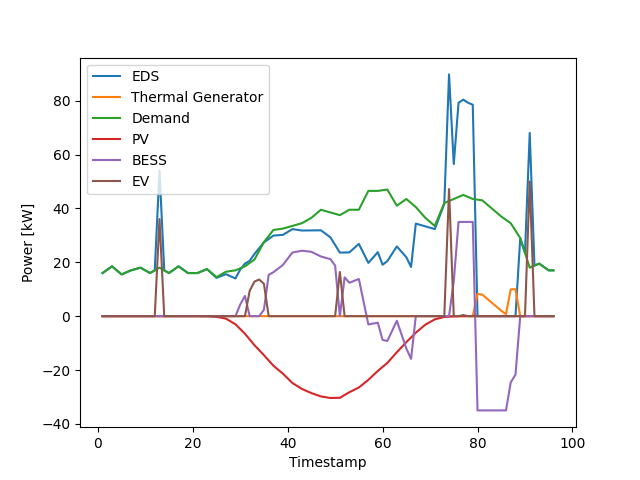 EDS
Thermal Generator
Demand
PV
BESS
EV
Power [kW]
80
60
40
20
0
−20
−40
0 20 40 60 80 100
Timestamp